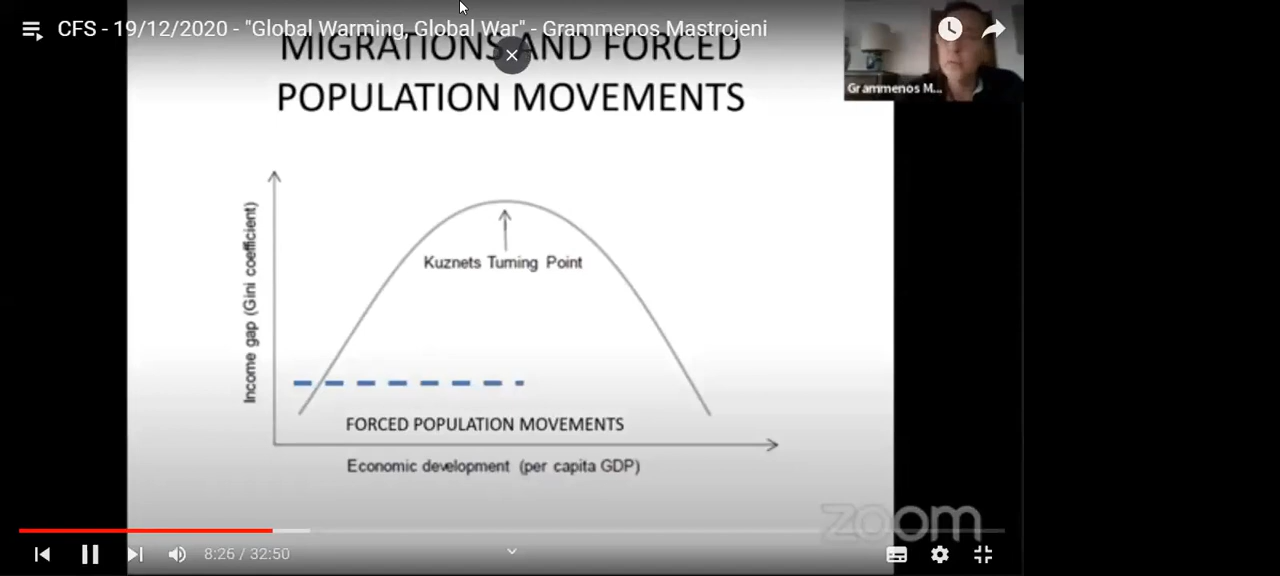 CFS - 19/12/2020 - "Global Warming, Global War" - Grammenos Mastrojeni
MIGRATIONS AND FORCED
POPULATION MOVEMENTS
Grammenos M...
Income gap (Gini coefficient)
Kuznets Turning Point
FORCED POPULATION MOVEMENTS
Economic development (per capita GDP)
zoom
8:26 / 32:50